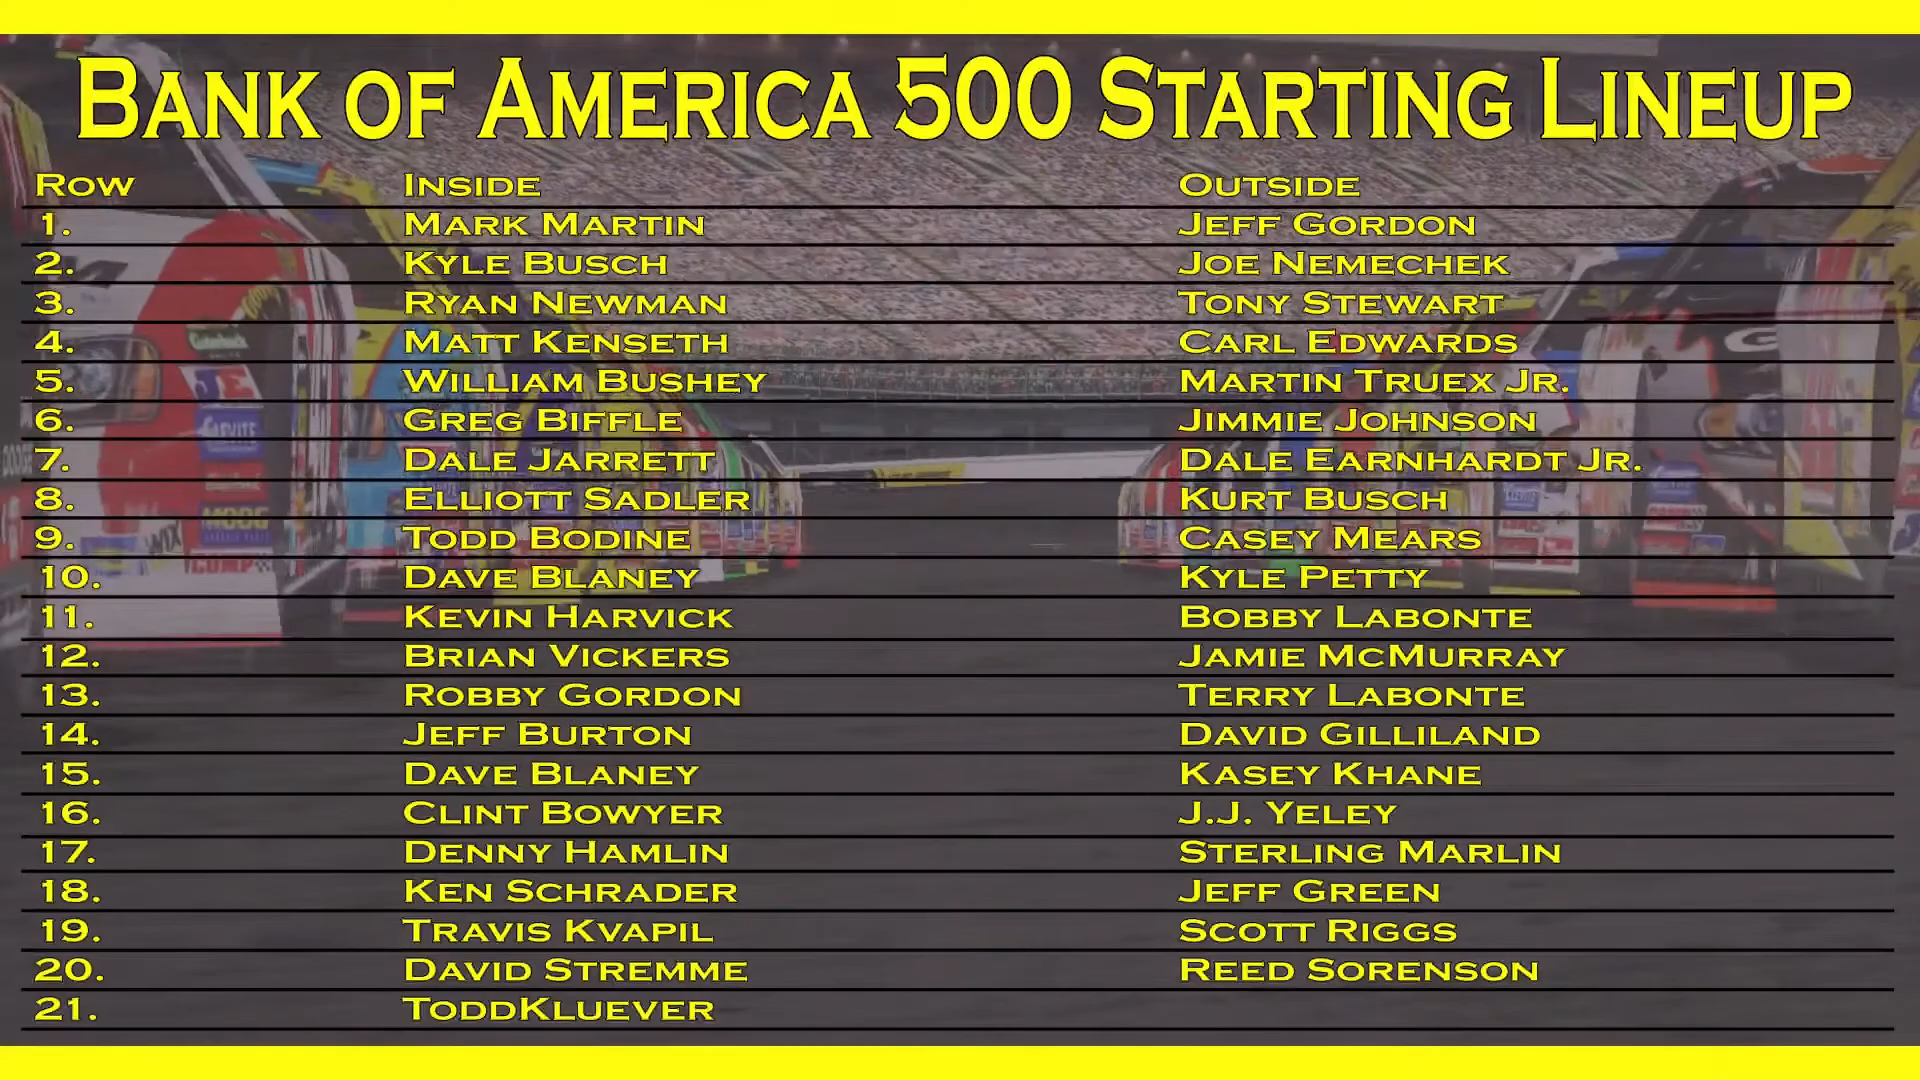 BANK OF AMERICA 500 STARTING LINEUP
ROW INSIDE OUTSIDE
1. MARK MARTIN JEFF GORDON
2. KYLE BUSCH JOE NEMECHEK
3. RYAN NEWMAN TONY STEWART
4. MATT KENSETH CARL EDWARDS
5. WILLIAM BUSHEY MARTIN TRUEX JR.
6. GREG BIFFLE JIMMIE JOHNSON
7. DALE JARRETT DALE EARNHARDT JR.
8. ELLIOTT SADLER KURT BUSCH
9. TODD BODINE CASEY MEARS
10. DAVE BLANEY KYLE PETTY
11. KEVIN HARVICK BOBBY LABONTE
12. BRIAN VICKERS JAMIE MCMURRAY
13. ROBBY GORDON TERRY LABONTE
14. JEFF BURTON DAVID GILLILAND
15. DAVE BLANEY KASEY KHANE
16. CLINT BOWYER J.J. YELEY
17. DENNY HAMLIN STERLING MARLIN
18. KEN SCHRADER JEFF GREEN
19. TRAVIS KVAPIL SCOTT RIGGS
20. DAVID STREMME REED SORENSON
21. TODDKLUEVER